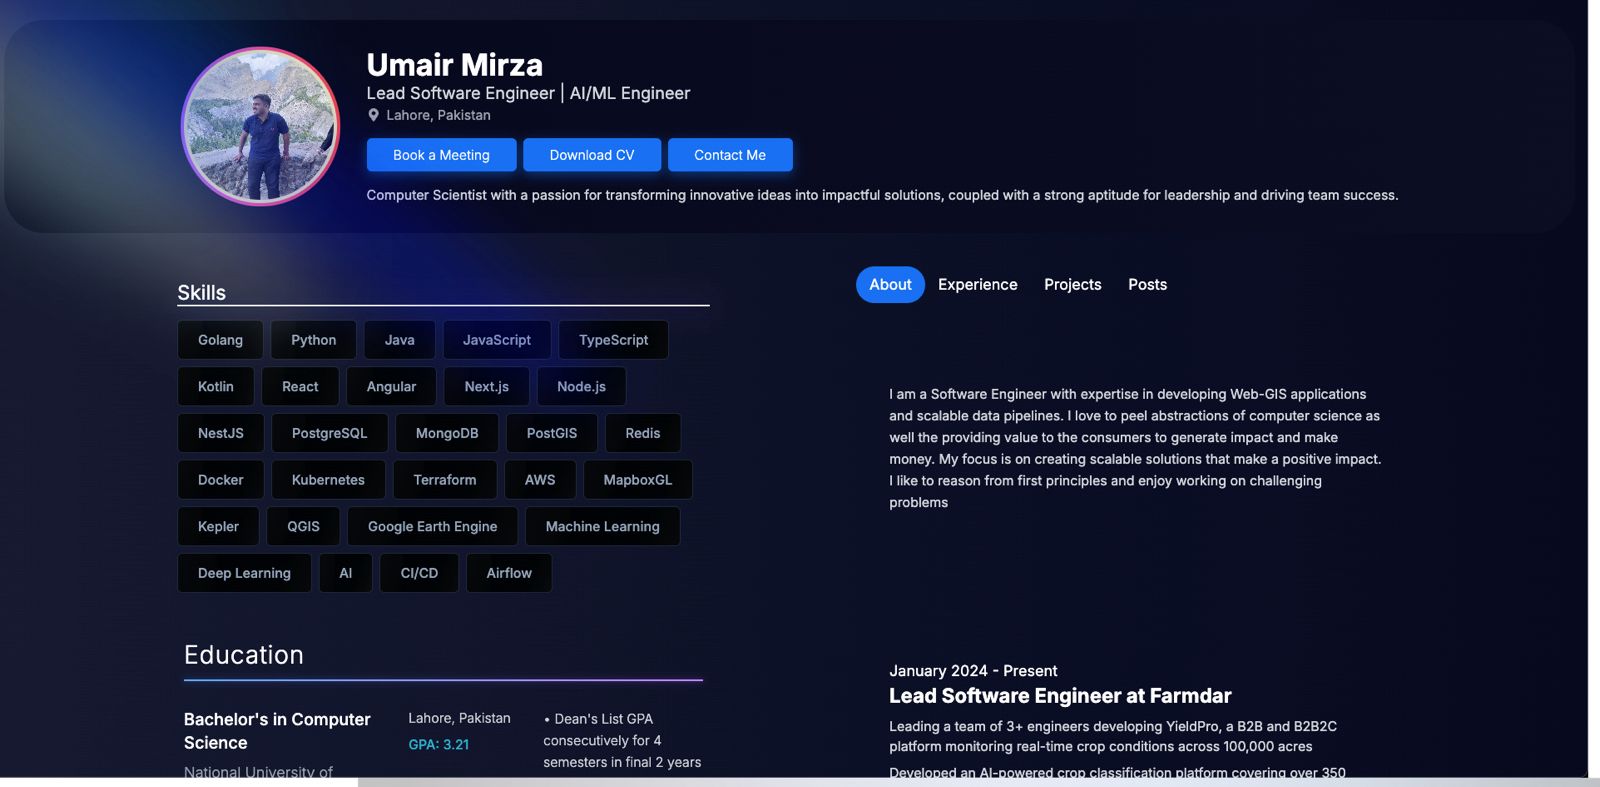 Umair Mirza
Lead Software Engineer | AI/ML Engineer
Lahore, Pakistan
Book a Meeting
Download CV
Contact Me
Computer Scientist with a passion for transforming innovative ideas into impactful solutions, coupled with a strong aptitude for leadership and driving team success.
Skills
Golang
Python
Java
JavaScript
TypeScript
Kotlin
React
Angular
Next.js
Node.js
NestJS
PostgreSQL
MongoDB
PostGIS
Redis
Docker
Kubernetes
Terraform
AWS
MapboxGL
Kepler
QGIS
Google Earth Engine
Machine Learning
Deep Learning
AI
CI/CD
Airflow
Education
Bachelor's in Computer
Science
National University of
Lahore, Pakistan
GPA: 3.21
• Dean's List GPA
consecutively for 4
semesters in final 2 years
About
Experience
Projects
Posts
I am a Software Engineer with expertise in developing Web-GIS applications
and scalable data pipelines. I love to peel abstractions of computer science as
well the providing value to the consumers to generate impact and make
money. My focus is on creating scalable solutions that make a positive impact.
I like to reason from first principles and enjoy working on challenging
problems
January 2024 - Present
Lead Software Engineer at Farmdar
Leading a team of 3+ engineers developing YieldPro, a B2B and B2B2C
platform monitoring real-time crop conditions across 100,000 acres
Developed an AI-powered crop classification platform covering over 350